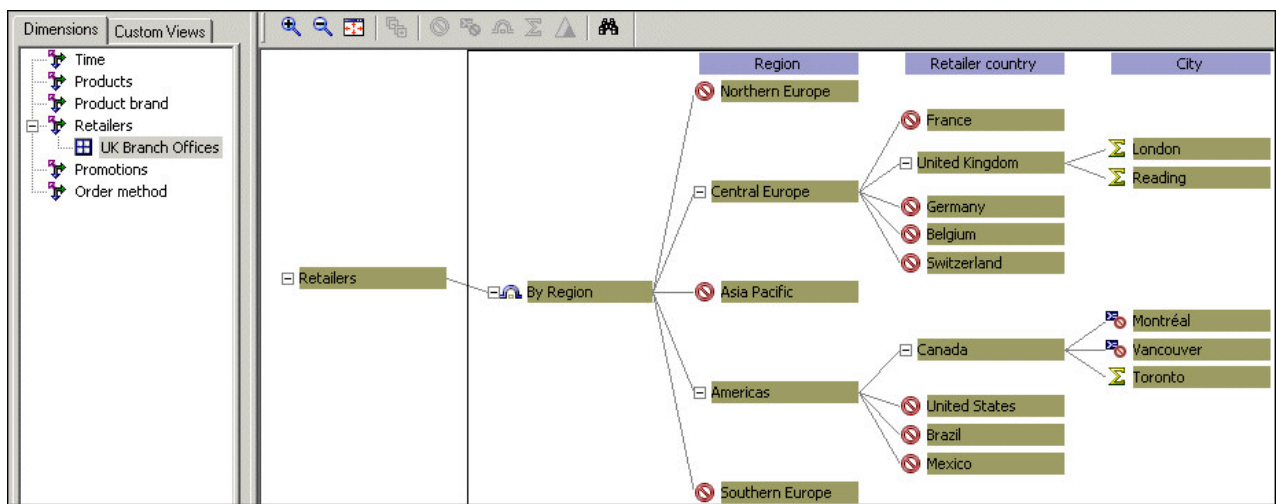 Dimensions
Custom Views
Time
Products
Product brand
Retailers
UK Branch Offices
Promotions
Order method
Region
Retailer country
City
Northern Europe
France
London
United Kingdom
Reading
Central Europe
Germany
Belgium
Switzerland
Retailers
By Region
Asia Pacific
Montréal
Canada
Vancouver
Toronto
Americas
United States
Brazil
Mexico
Southern Europe